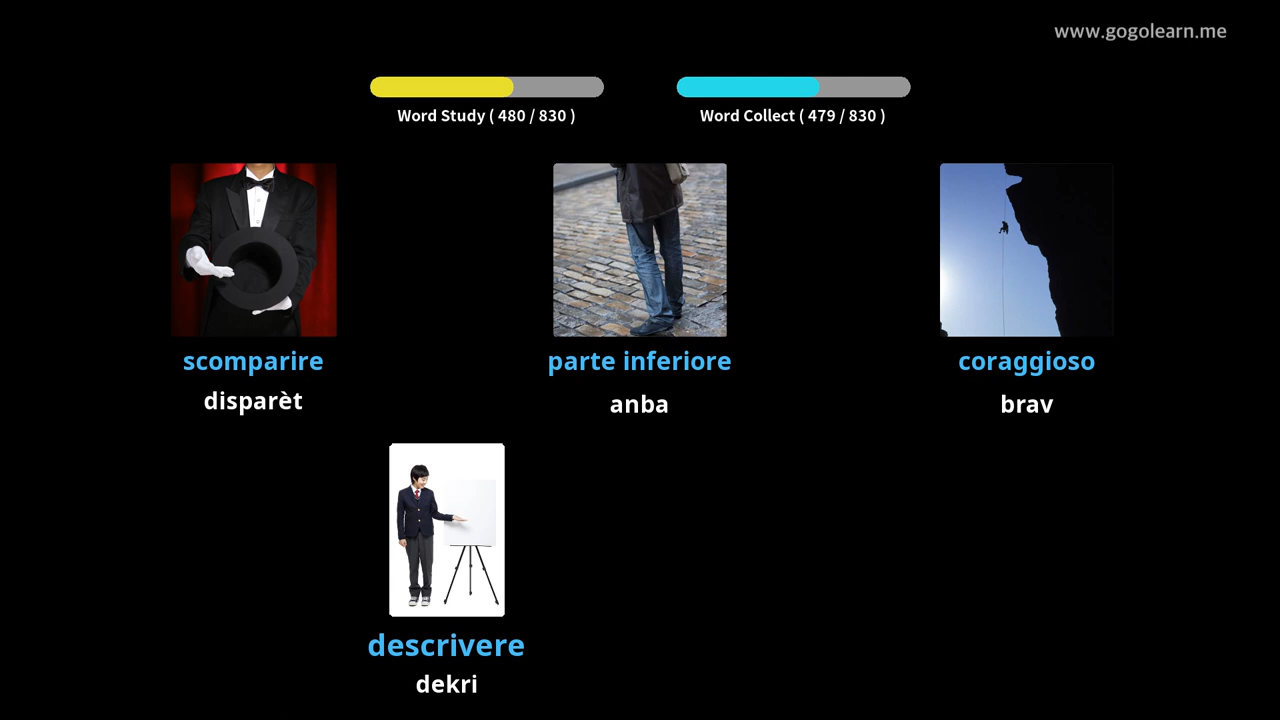 www.gogolearn.me
Word Study ( 480 / 830 )
Word Collect ( 479 / 830 )
scomparire
disparèt
parte inferiore
anba
coraggioso
brav
descrivere
dekri